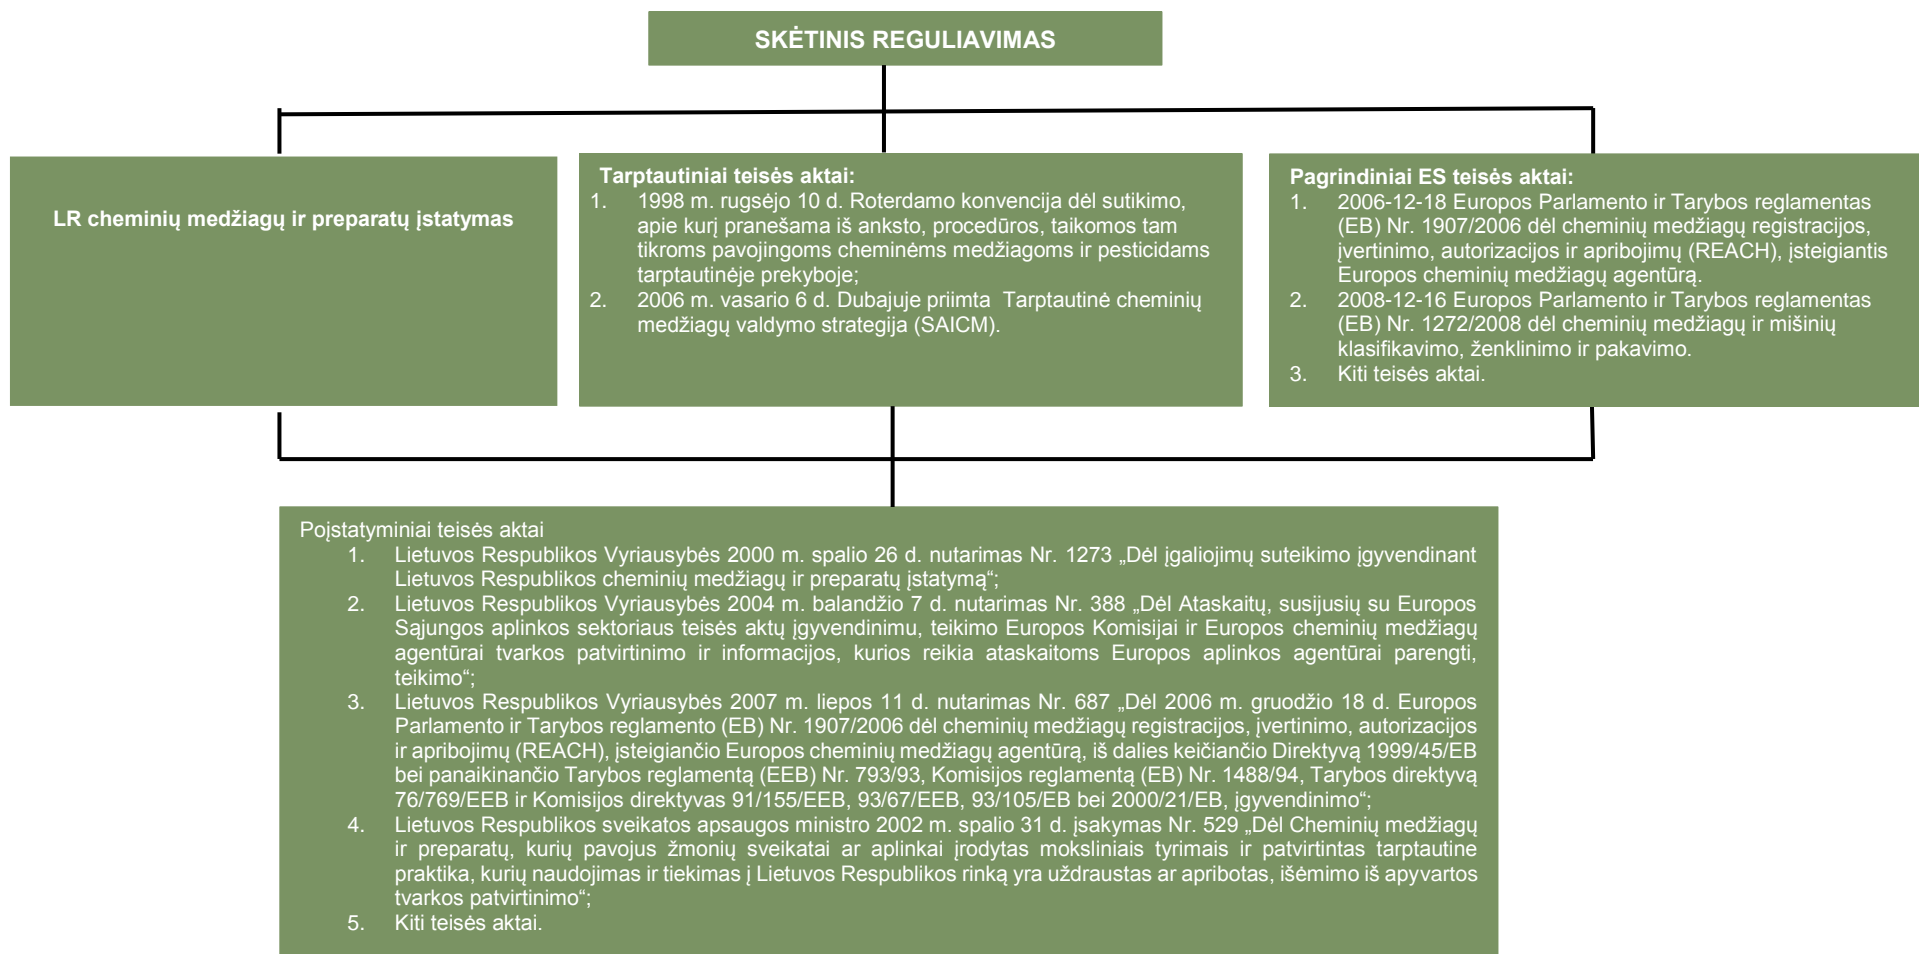 SKĖTINIS REGULIAVIMAS
LR cheminių medžiagų ir preparatų įstatymas
Tarptautiniai teisės aktai:
1. 1998 m. rugsėjo 10 d. Roterdamo konvencija dėl sutikimo,
apie kurį pranešama iš anksto, procedūros, taikomos tam
tikroms pavojingoms cheminėms medžiagoms ir pesticidams
tarptautinėje prekyboje;
2. 2006 m. vasario 6 d. Dubajuje priimta Tarptautinė cheminių
medžiagų valdymo strategija (SAICM).
Pagrindiniai ES teisės aktai:
1. 2006-12-18 Europos Parlamento ir Tarybos reglamentas
(EB) Nr. 1907/2006 dėl cheminių medžiagų registracijos,
įvertinimo, autorizacijos ir apribojimų (REACH), įsteigiantis
Europos cheminių medžiagų agentūrą.
2. 2008-12-16 Europos Parlamento ir Tarybos reglamentas
(EB) Nr. 1272/2008 dėl cheminių medžiagų ir mišinių
klasifikavimo, ženklinimo ir pakavimo.
3. Kiti teisės aktai.
Poįstatyminiai teisės aktai
1. Lietuvos Respublikos Vyriausybės 2000 m. spalio 26 d. nutarimas Nr. 1273 „Dėl įgaliojimų suteikimo įgyvendinant
Lietuvos Respublikos cheminių medžiagų ir preparatų įstatymą“;
2. Lietuvos Respublikos Vyriausybės 2004 m. balandžio 7 d. nutarimas Nr. 388 „Dėl Ataskaitų, susijusių su Europos
Sąjungos aplinkos sektoriaus teisės aktų įgyvendinimu, teikimo Europos Komisijai ir Europos cheminių medžiagų
agentūrai tvarkos patvirtinimo ir informacijos, kurios reikia ataskaitoms Europos aplinkos agentūrai parengti,
teikimo“;
3. Lietuvos Respublikos Vyriausybės 2007 m. liepos 11 d. nutarimas Nr. 687 „Dėl 2006 m. gruodžio 18 d. Europos
Parlamento ir Tarybos reglamento (EB) Nr. 1907/2006 dėl cheminių medžiagų registracijos, įvertinimo, autorizacijos
ir apribojimų (REACH), įsteigiančio Europos cheminių medžiagų agentūrą, iš dalies keičiančio Direktyvą 1999/45/EB
bei panaikinančio Tarybos reglamentą (EEB) Nr. 793/93, Komisijos reglamentą (EB) Nr. 1488/94, Tarybos direktyvą
76/769/EEB ir Komisijos direktyvas 91/155/EEB, 93/67/EEB, 93/105/EB bei 2000/21/EB, įgyvendinimo“;
4. Lietuvos Respublikos sveikatos apsaugos ministro 2002 m. spalio 31 d. įsakymas Nr. 529 „Dėl Cheminių medžiagų
ir preparatų, kurių pavojus žmonių sveikatai ar aplinkai įrodytas moksliniais tyrimais ir patvirtintas tarptautine
praktika, kurių naudojimas ir tiekimas į Lietuvos Respublikos rinką yra uždraustas ar apribotas, išėmimo iš apyvartos
tvarkos patvirtinimo“;
5. Kiti teisės aktai.